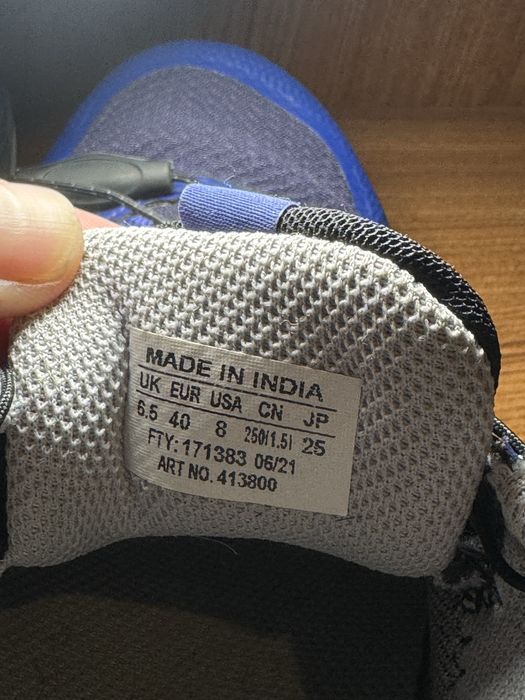 MADE IN INDIA
UK EUR USA CN JP
6.5 40 8 250(1.5) 25
FTY: 171383 06/21
ART NO. 413800